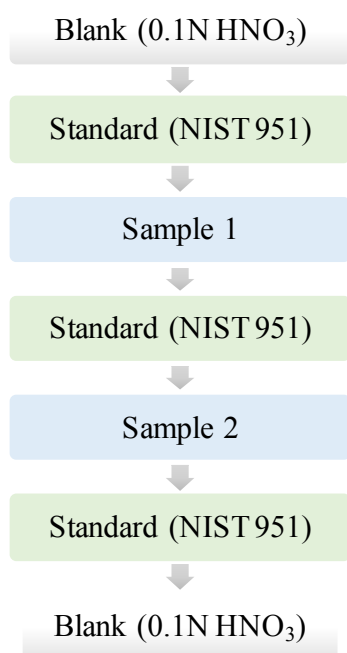 Blank (0.1N HNO₃)
Standard (NIST 951)
Sample 1
Standard (NIST 951)
Sample 2
Standard (NIST 951)
Blank (0.1N HNO₃)